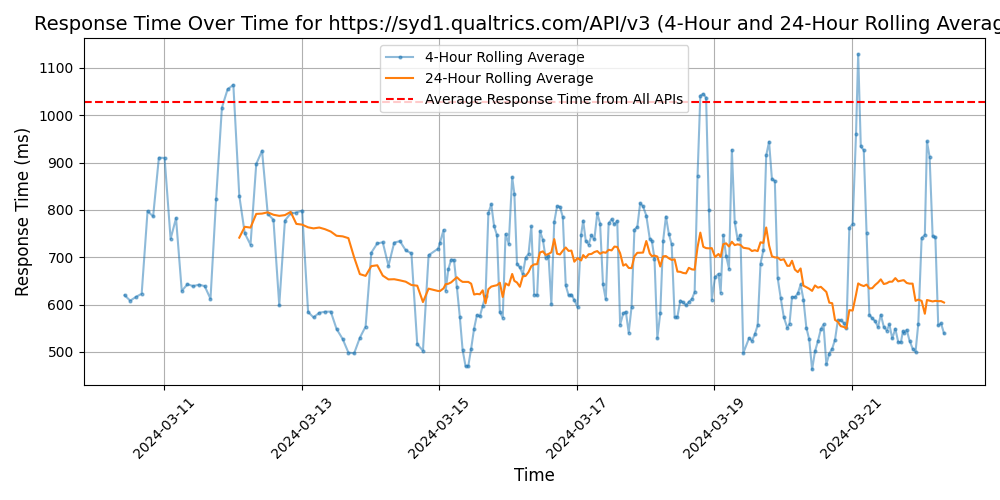 Response Time Over Time for https://syd1.qualtrics.com/API/v3 (4-Hour and 24-Hour Rolling Averag
4-Hour Rolling Average
24-Hour Rolling Average
Average Response Time from All APIs
Response Time (ms)
1100
1000
900
800
700
600
500
2024-03-11
2024-03-13
2024-03-15
2024-03-17
2024-03-19
2024-03-21
Time